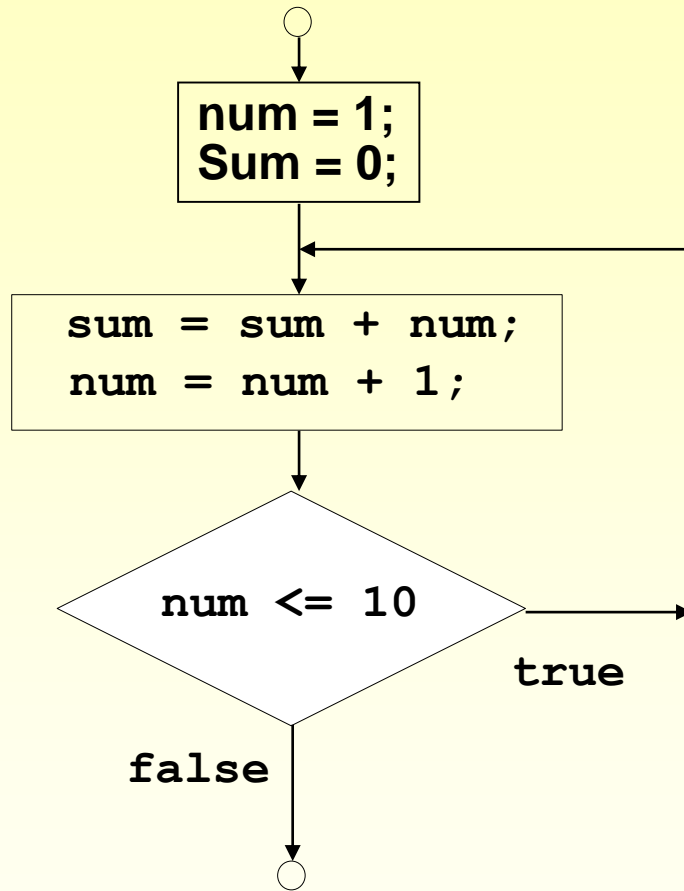 num = 1;
Sum = 0;
sum = sum + num;
num = num + 1;
num <= 10
true
false